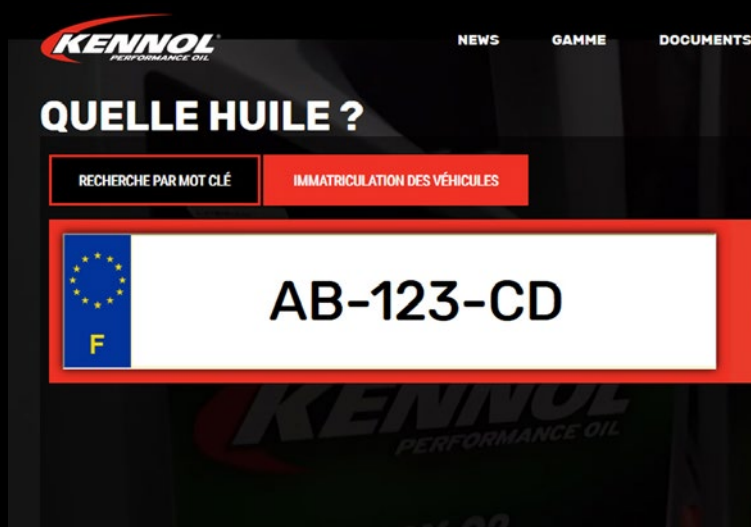 KENNOL
PERFORMANCE OIL
NEWS GAMME DOCUMENTS
QUELLE HUILE ?
RECHERCHE PAR MOT CLÉ IMMATRICULATION DES VÉHICULES
F
AB-123-CD
KENNOL
PERFORMANCE OIL